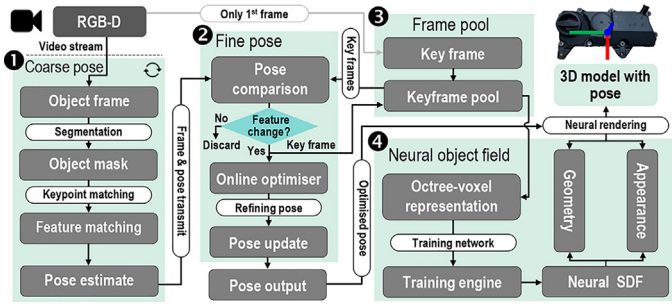 RGB-D
Only 1st frame
Video stream
1 Coarse pose
Object frame
Segmentation
Object mask
Keypoint matching
Feature matching
Pose estimate
Frame & pose transmit
2 Fine pose
Pose
comparison
Feature
change?
No
Discard
Yes
Key frame
Online optimiser
Refining pose
Pose update
Pose output
Key frames
Optimised pose
3 Frame pool
Key frame
Keyframe pool
4 Neural object field
Octree-voxel
representation
Training network
Training engine
Neural SDF
Geometry
Appearance
Neural rendering
3D model with
pose